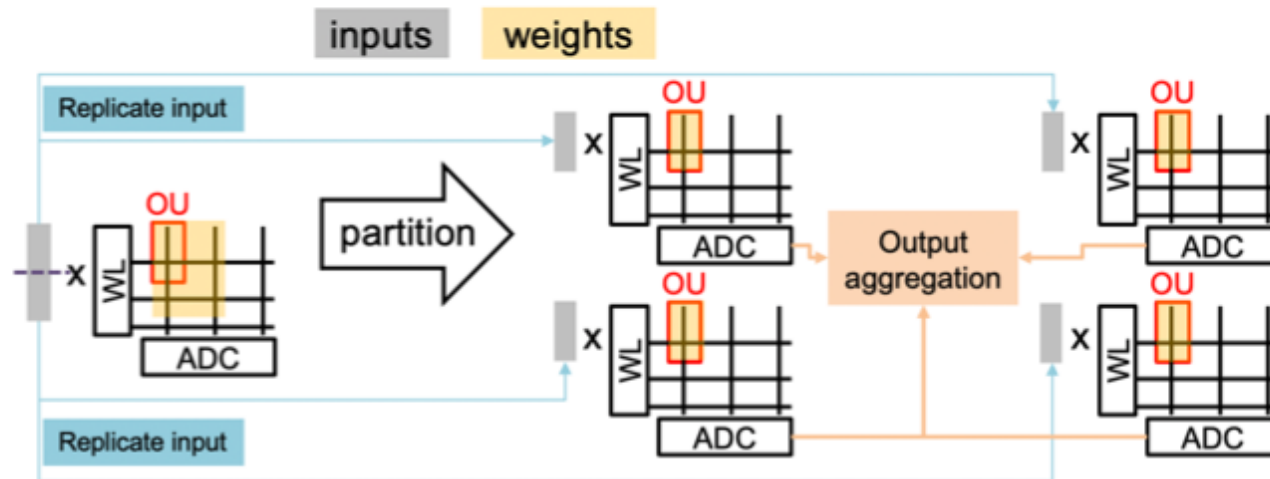 inputs
weights
Replicate input
OU
X
WL
ADC
partition
OU
X
WL
ADC
OU
X
WL
ADC
Output
aggregation
OU
X
WL
ADC
OU
X
WL
ADC
Replicate input